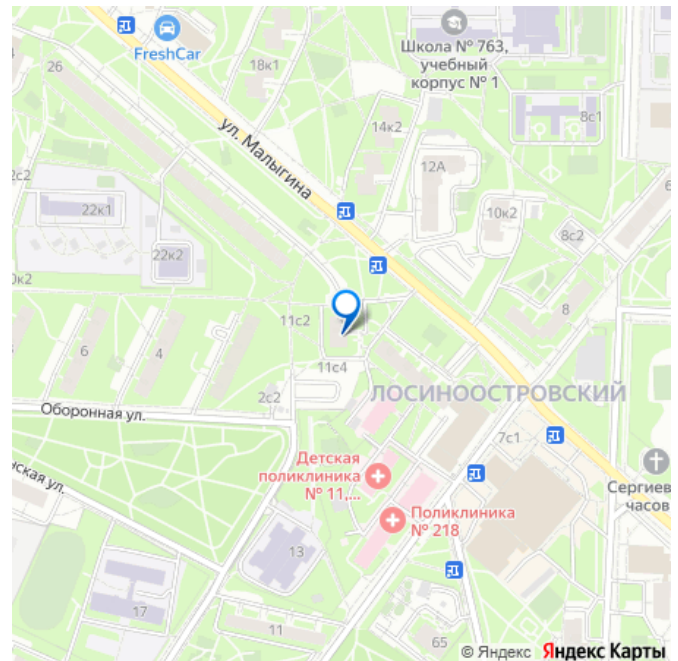 FreshCar
26
18к1
Школа № 763,
учебный
корпус № 1
8с1
ул. Малыгина
14к2
12А
6
2с2
22к1
10к2
8с2
22к2
0к2
8
11с2
6
4
11с4
ЛОСИНООСТРОВСКИЙ
2с2
Оборонная ул.
7с1
нская ул.
Детская
поликлиника
№ 11,...
Сергиев
часов
Поликлиника
№ 218
13
17
11
65
© Яндекс Яндекс Карты